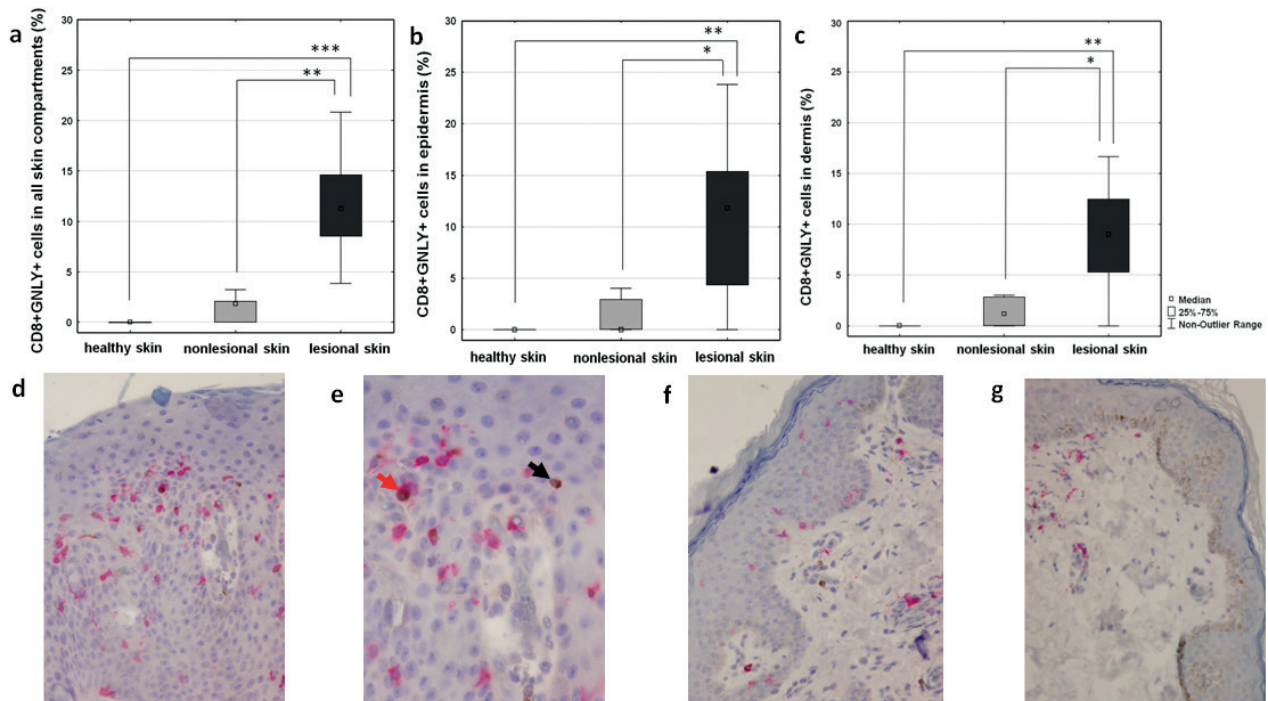 a
CD8+GNLY+ cells in all skin compartments (%)
30
25
20
15
10
5
0
***
**
healthy skin nonlesional skin lesional skin
b
CD8+GNLY+ cells in epidermis (%)
30
25
20
15
10
5
0
**
*
healthy skin nonlesional skin lesional skin
c
CD8+GNLY+ cells in dermis (%)
30
25
20
15
10
5
0
**
*
healthy skin nonlesional skin lesional skin
Median
25%-75%
Non-Outlier Range
d
e
f
g